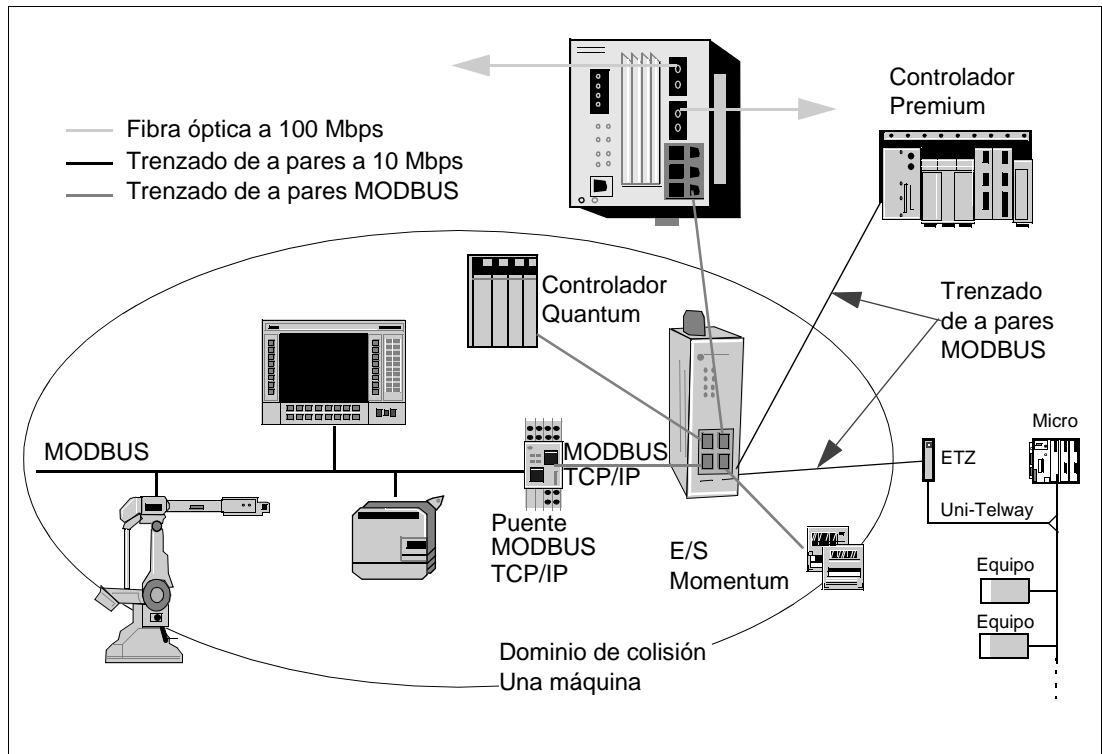 Fibra óptica a 100 Mbps
Trenzado de a pares a 10 Mbps
Trenzado de a pares MODBUS
Controlador
Premium
Controlador
Quantum
Trenzado
de a pares
MODBUS
MODBUS
MODBUS
TCP/IP
Puente
MODBUS
TCP/IP
E/S
Momentum
ETZ
Micro
Uni-Telway
Equipo
Equipo
Dominio de colisión
Una máquina